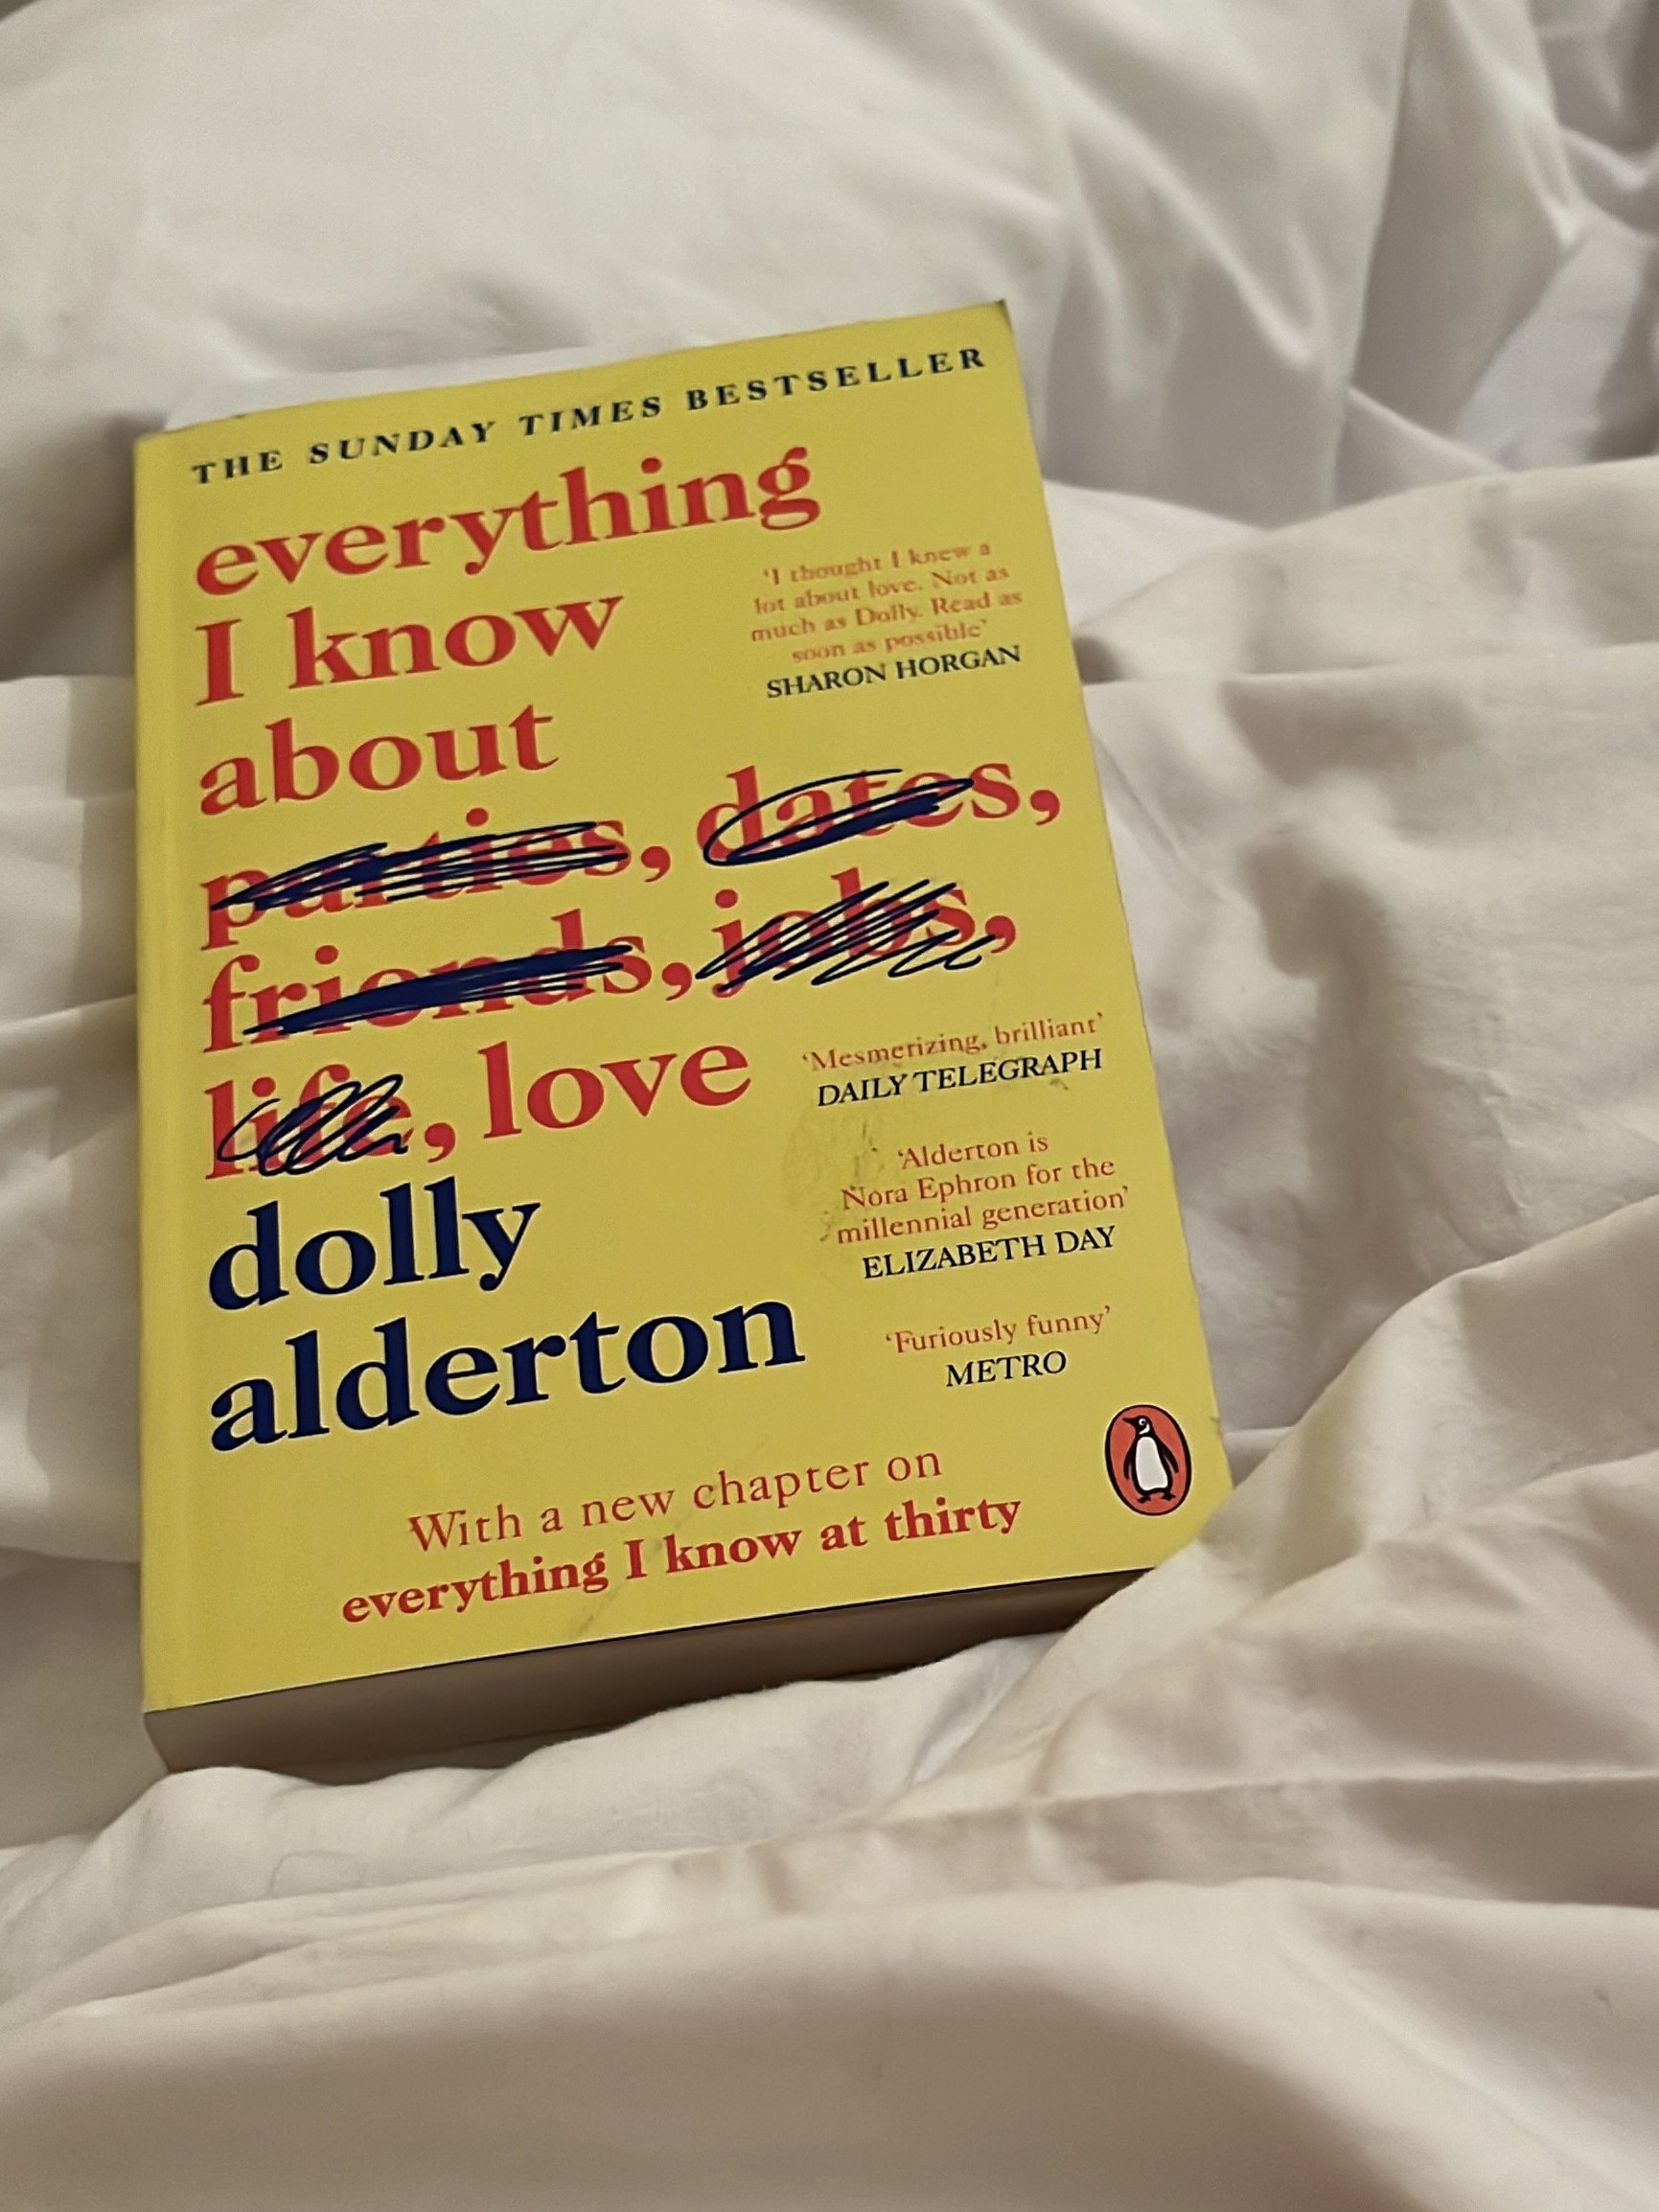 THE SUNDAY TIMES BESTSELLER
everything
I know
about
parties, dates,
friends, jobs,
life, love
dolly
alderton
'I thought I knew a
lot about love. Not as
much as Dolly. Read as
soon as possible'
SHARON HORGAN
'Mesmerizing, brilliant'
DAILY TELEGRAPH
'Alderton is
Nora Ephron for the
millennial generation'
ELIZABETH DAY
'Furiously funny'
METRO
With a new chapter on
everything I know at thirty